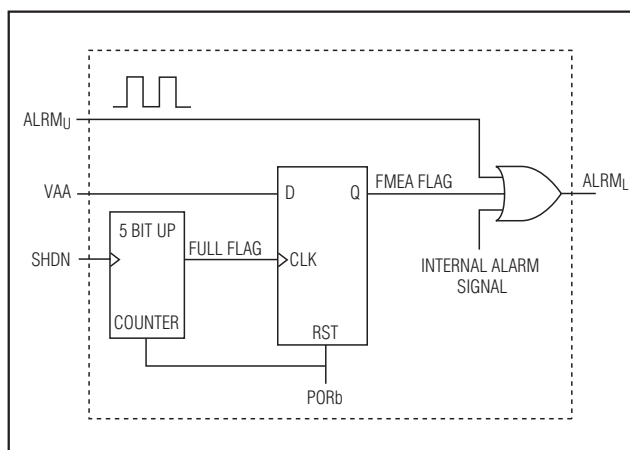 ALRMU
VAA
D
Q
FMEA FLAG
ALRML
5 BIT UP
SHDN
FULL FLAG
CLK
INTERNAL ALARM
SIGNAL
COUNTER
RST
PORb